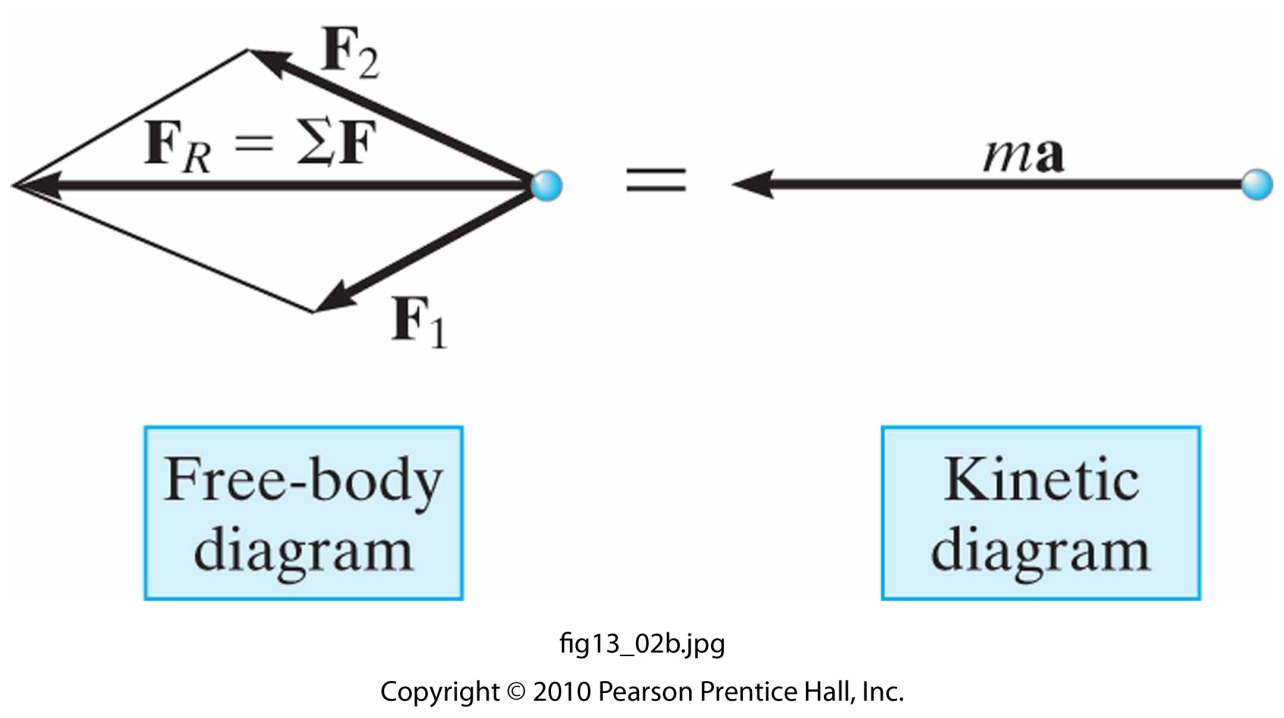 F2
FR = ΣF
F1
=
ma
Free-body
diagram
Kinetic
diagram
fig13_02b.jpg
Copyright © 2010 Pearson Prentice Hall, Inc.